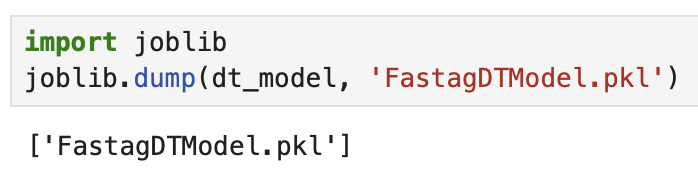 import joblib
joblib.dump(dt_model, 'FastagDTModel.pkl')
['FastagDTModel.pkl']